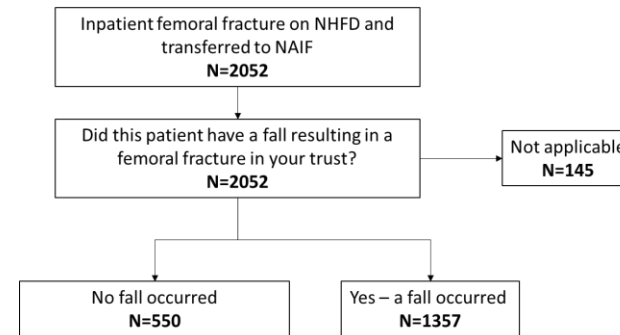 Inpatient femoral fracture on NHFD and
transferred to NAIF
N=2052
Did this patient have a fall resulting in a
femoral fracture in your trust?
N=2052
Not applicable
N=145
No fall occurred
N=550
Yes – a fall occurred
N=1357